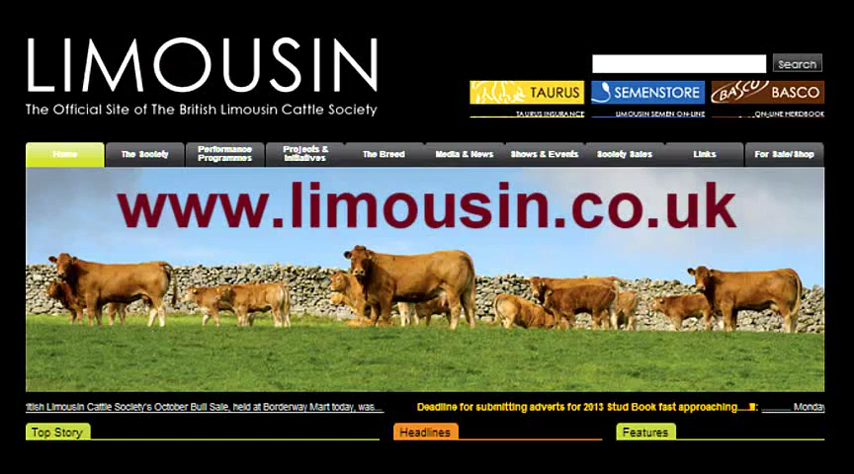 LIMOUSIN
The Official Site of The British Limousin Cattle Society
Search
TAURUS
SEMENSTORE
BASCO BASCO
TAURUS INSURANCE
LIMOUSIN SEMEN ON-LINE
ON-LINE HERDBOOK
Home
The Society
Performance
Programmes
Projects &
Initiatives
The Breed
Media & News
Shows & Events
Society Sales
Links
For Sale/Shop
www.limousin.co.uk
Limousin Cattle Society's October Bull Sale, held at Borderway Mart today, was...
Deadline for submitting adverts for 2013 Stud Book fast approaching....
Top Story
Headlines
Features